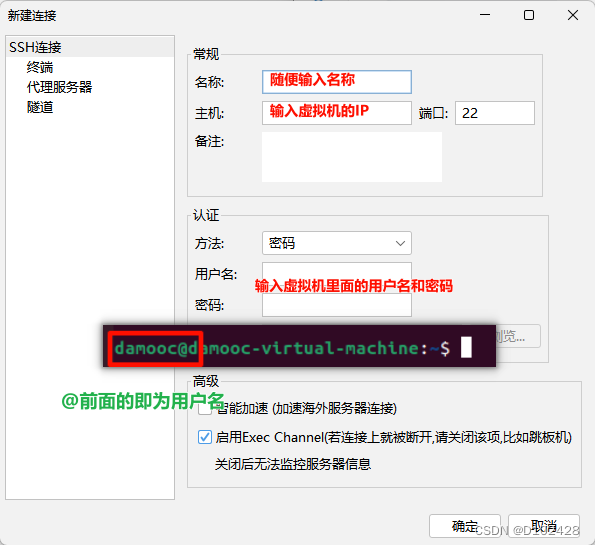 新建连接
SSH连接
终端
代理服务器
隧道
常规
名称: 随便输入名称
主机: 输入虚拟机的IP 端口: 22
备注:
认证
方法: 密码
用户名:
输入虚拟机里面的用户名和密码
密码:
浏览...
damooc@damooc-virtual-machine:~$
高级
@前面的即为用户名
智能加速 (加速海外服务器连接)
启用Exec Channel(若连接上就被断开,请关闭该项,比如跳板机)
关闭后无法监控服务器信息
确定 取消